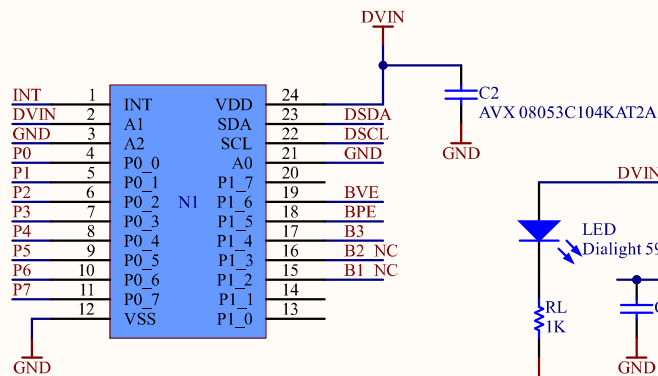 DVIN
C2
AVX 08053C104KAT2A
GND
INT 1 INT VDD 24
DVIN 2 A1 SDA 23 DSDA
GND 3 A2 SCL 22 DSCL
P0 4 P0_0 A0 21 GND
P1 5 P0_1 P1_7 20
P2 6 P0_2 N1 P1_6 19 BVE
P3 7 P0_3 P1_5 18 BPE
P4 8 P0_4 P1_4 17 B3
P5 9 P0_5 P1_3 16 B2_NC
P6 10 P0_6 P1_2 15 B1_NC
P7 11 P0_7 P1_1 14
12 VSS P1_0 13
GND
DVIN
LED
Dialight 59
RL
1K
GND